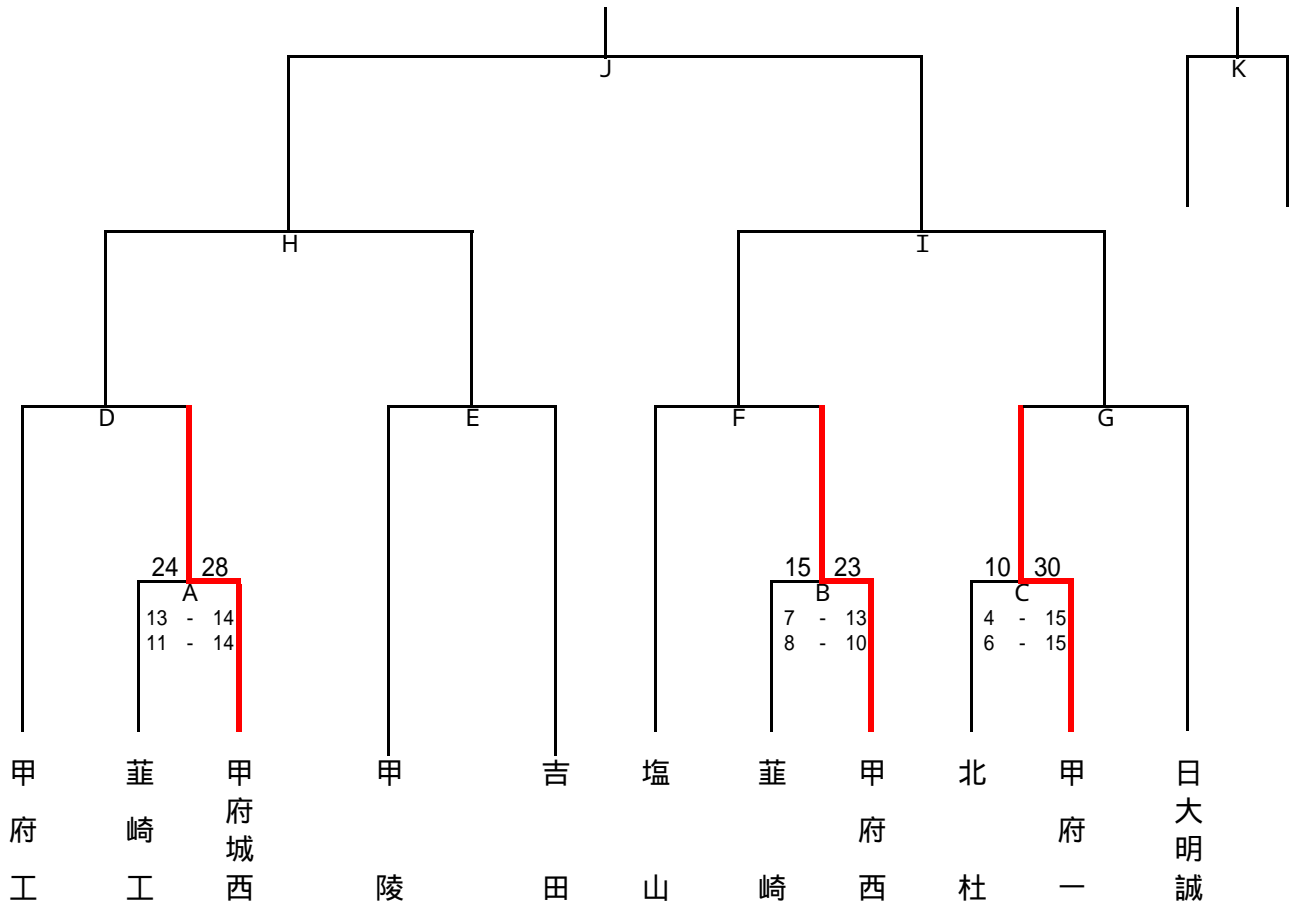 J
K
H
I
D
E
F
G
24 28
15 23
10 30
A
B
C
13 - 14
7 - 13
4 - 15
11 - 14
8 - 10
6 - 15
甲府工
韮崎工
甲府城西
甲陵
吉田
塩山
韮崎
甲府西
北杜
甲府一
日大明誠